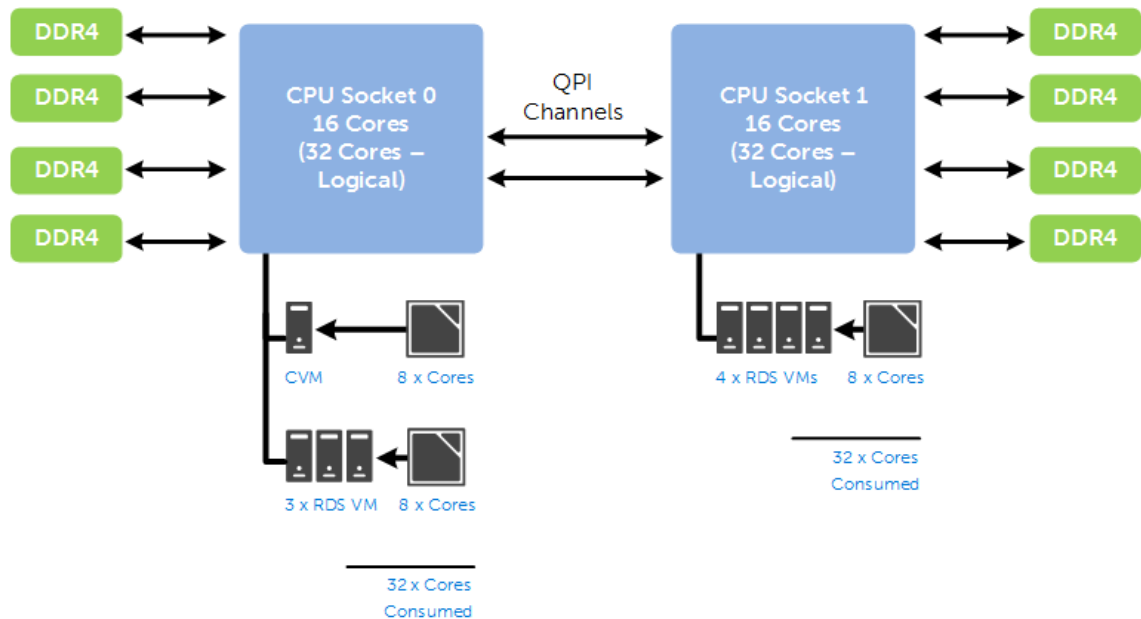 DDR4
DDR4
DDR4
DDR4
CPU Socket 0
16 Cores
(32 Cores –
Logical)
QPI
Channels
CPU Socket 1
16 Cores
(32 Cores –
Logical)
DDR4
DDR4
DDR4
DDR4
CVM
8 x Cores
3 x RDS VM
8 x Cores
32 x Cores
Consumed
4 x RDS VMs
8 x Cores
32 x Cores
Consumed